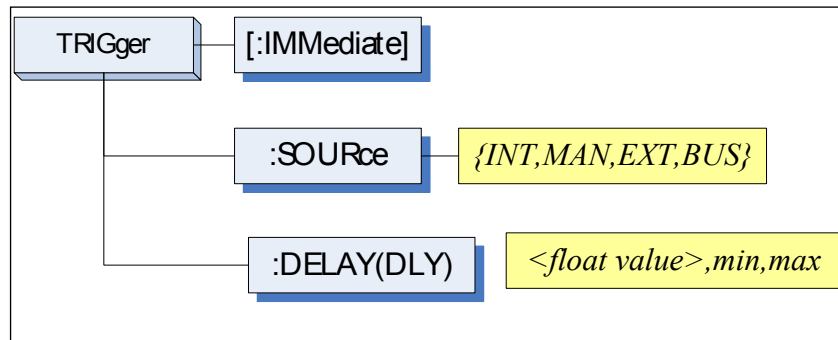 TRIGger
[:IMMediate]
:SOURce
{INT,MAN,EXT,BUS}
:DELAY(DLY)
<float value>,min,max